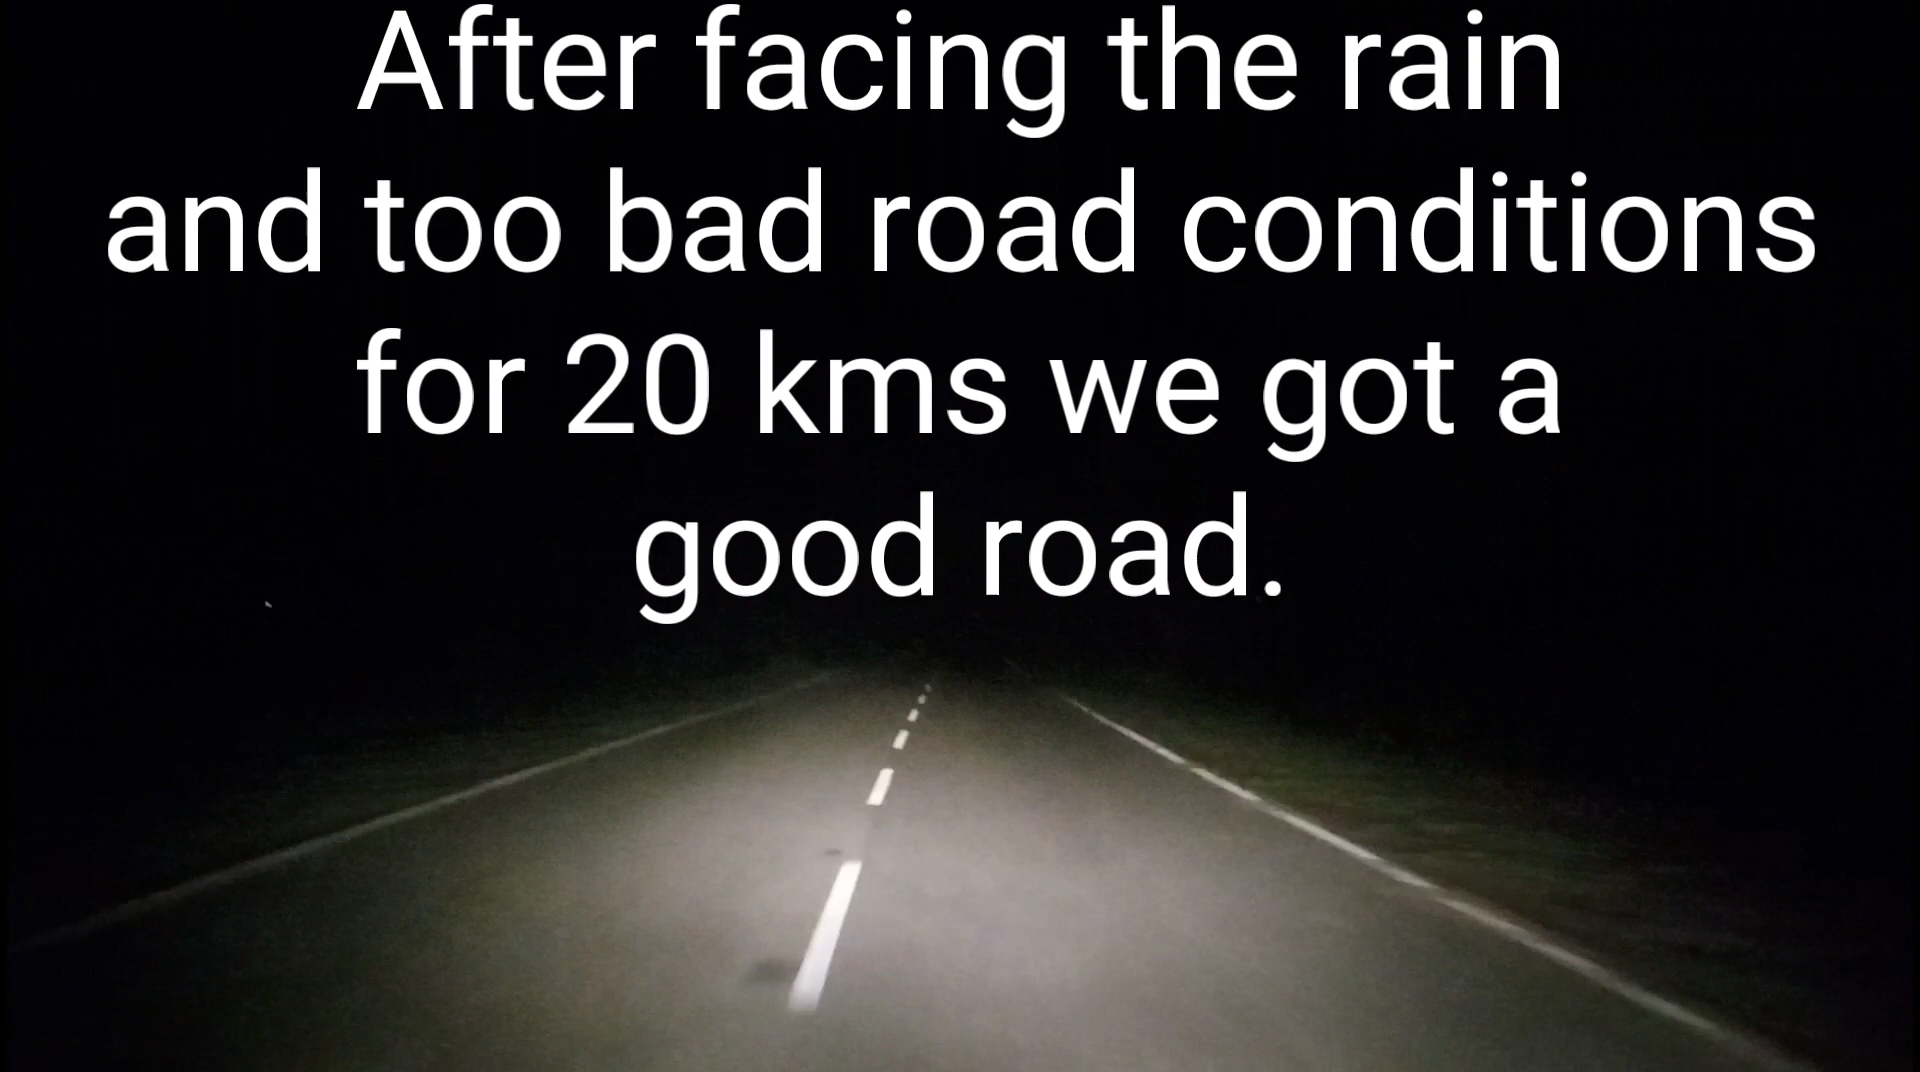 After facing the rain
and too bad road conditions
for 20 kms we got a
good road.